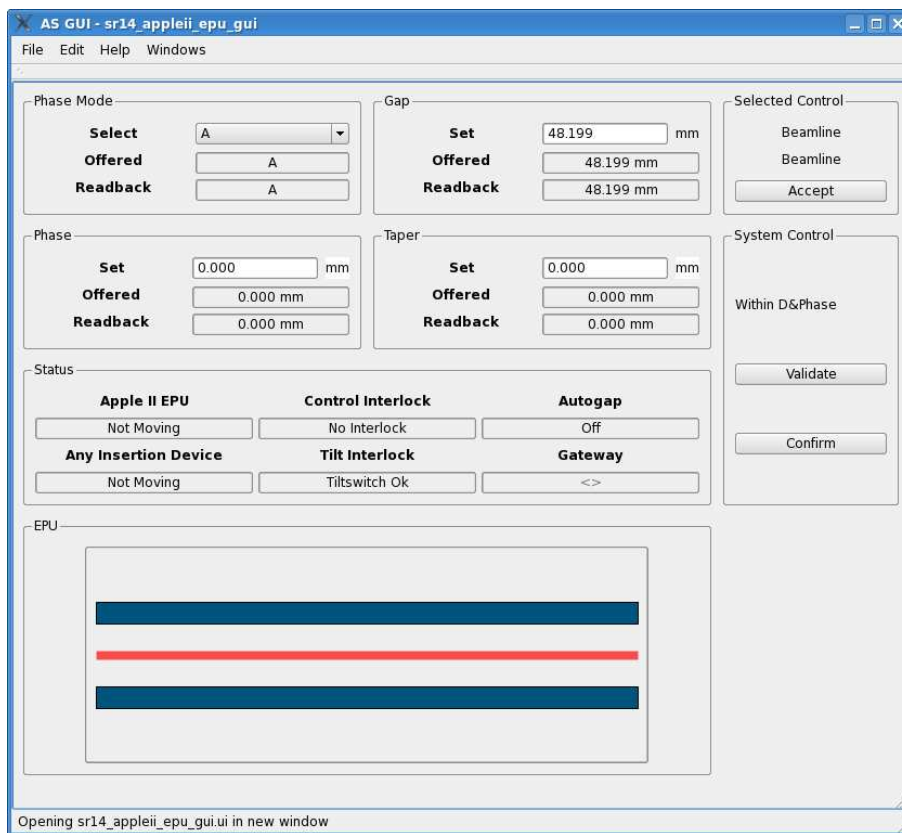 AS GUI - sr14_appleii_epu_gui
File Edit Help Windows
Phase Mode
Select A
Offered A
Readback A
Gap
Set 48.199 mm
Offered 48.199 mm
Readback 48.199 mm
Selected Control
Beamline
Beamline
Accept
Phase
Set 0.000 mm
Offered 0.000 mm
Readback 0.000 mm
Taper
Set 0.000 mm
Offered 0.000 mm
Readback 0.000 mm
System Control
Within D&Phase
Validate
Confirm
Status
Apple II EPU Control Interlock Autogap
Not Moving No Interlock Off
Any Insertion Device Tilt Interlock Gateway
Not Moving Tiltswitch Ok <>
EPU
Opening sr14_appleii_epu_gui.ui in new window